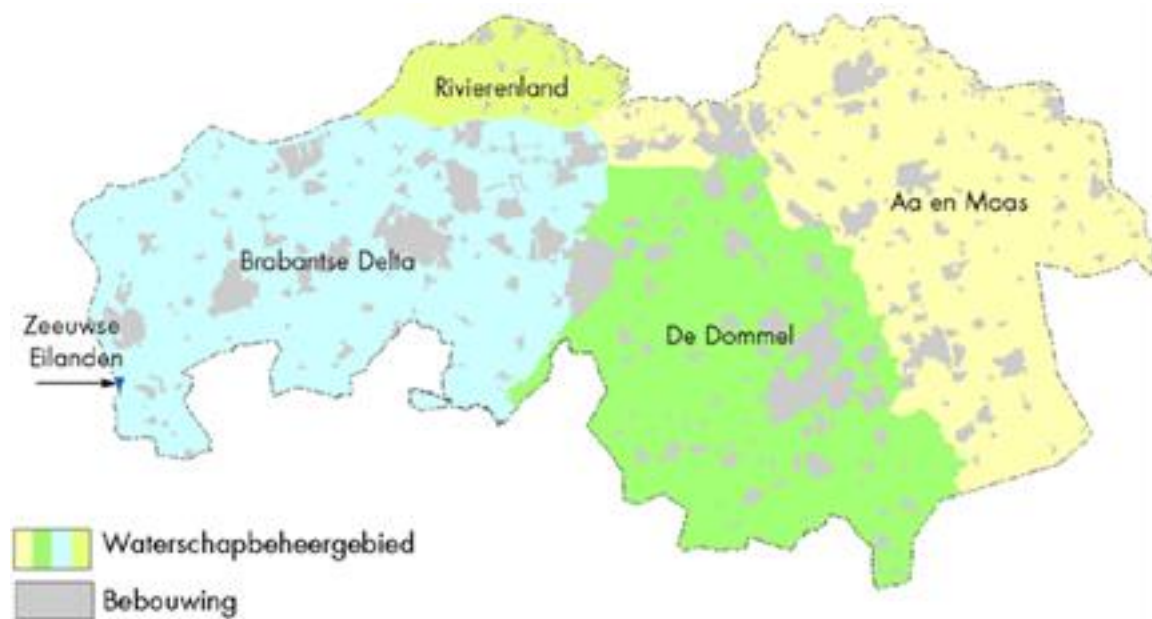 Rivierenland
Aa en Maas
Brabantse Delta
Zeeuwse
Eilanden
De Dommel
Waterschapbeheergebied
Bebouwing